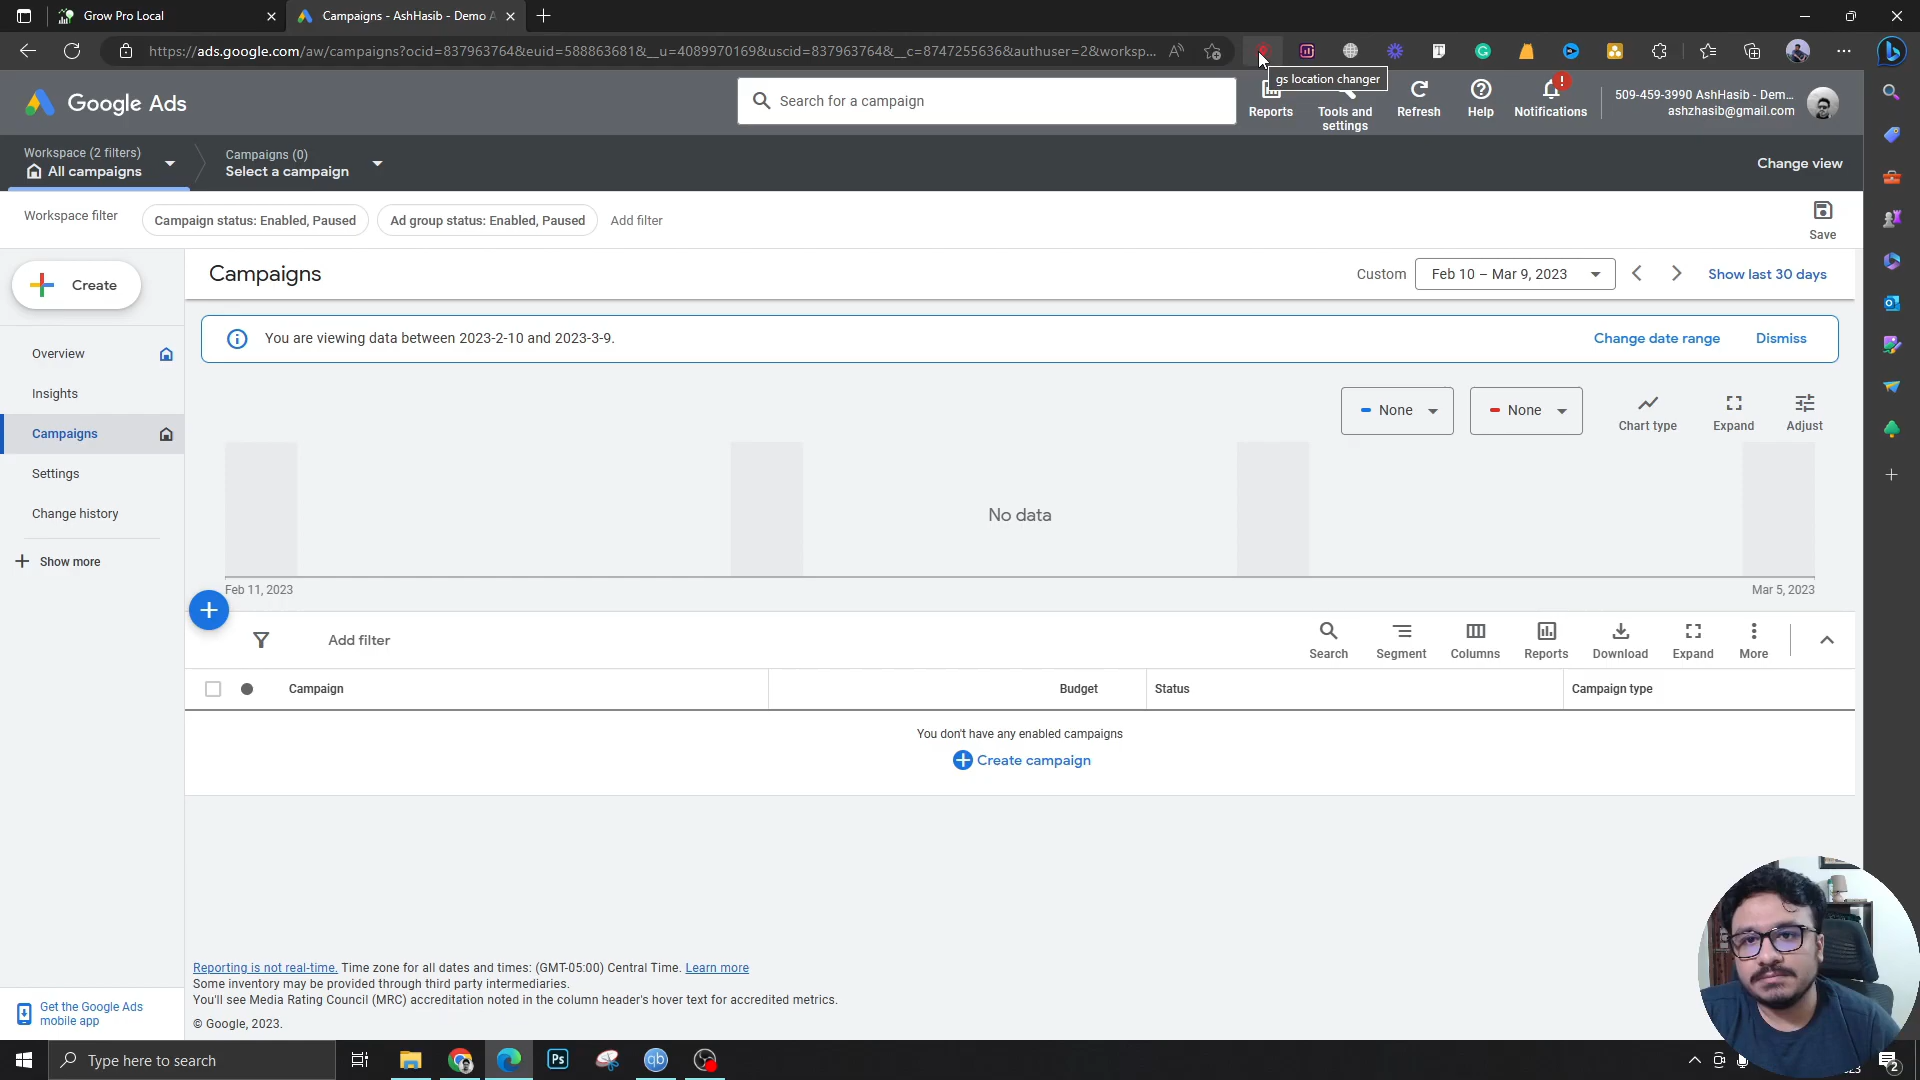 Grow Pro Local
Campaigns - AshHasib - Demo A
https://ads.google.com/aw/campaigns?ocid=837963764&euid=588863681&__u=4089970169&uscid=837963764&__c=8747255636&authuser=2&worksp...
gs location changer
Google Ads
Search for a campaign
Reports
Tools and
settings
Refresh
Help
Notifications
509-459-3990 AshHasib - Dem...
ashzhasib@gmail.com
Workspace (2 filters)
All campaigns
Campaigns (0)
Select a campaign
Change view
Workspace filter
Campaign status: Enabled, Paused
Ad group status: Enabled, Paused
Add filter
Save
Create
Campaigns
Custom
Feb 10 – Mar 9, 2023
Show last 30 days
You are viewing data between 2023-2-10 and 2023-3-9.
Change date range
Dismiss
Overview
Insights
Campaigns
Settings
Change history
Show more
None
None
Chart type
Expand
Adjust
No data
Feb 11, 2023
Mar 5, 2023
Add filter
Search
Segment
Columns
Reports
Download
Expand
More
Campaign
Budget
Status
Campaign type
You don't have any enabled campaigns
Create campaign
Reporting is not real-time. Time zone for all dates and times: (GMT-05:00) Central Time. Learn more
Some inventory may be provided through third party intermediaries.
You'll see Media Rating Council (MRC) accreditation noted in the column header's hover text for accredited metrics.
© Google, 2023.
Get the Google Ads
mobile app
Type here to search
Ps
qb
2